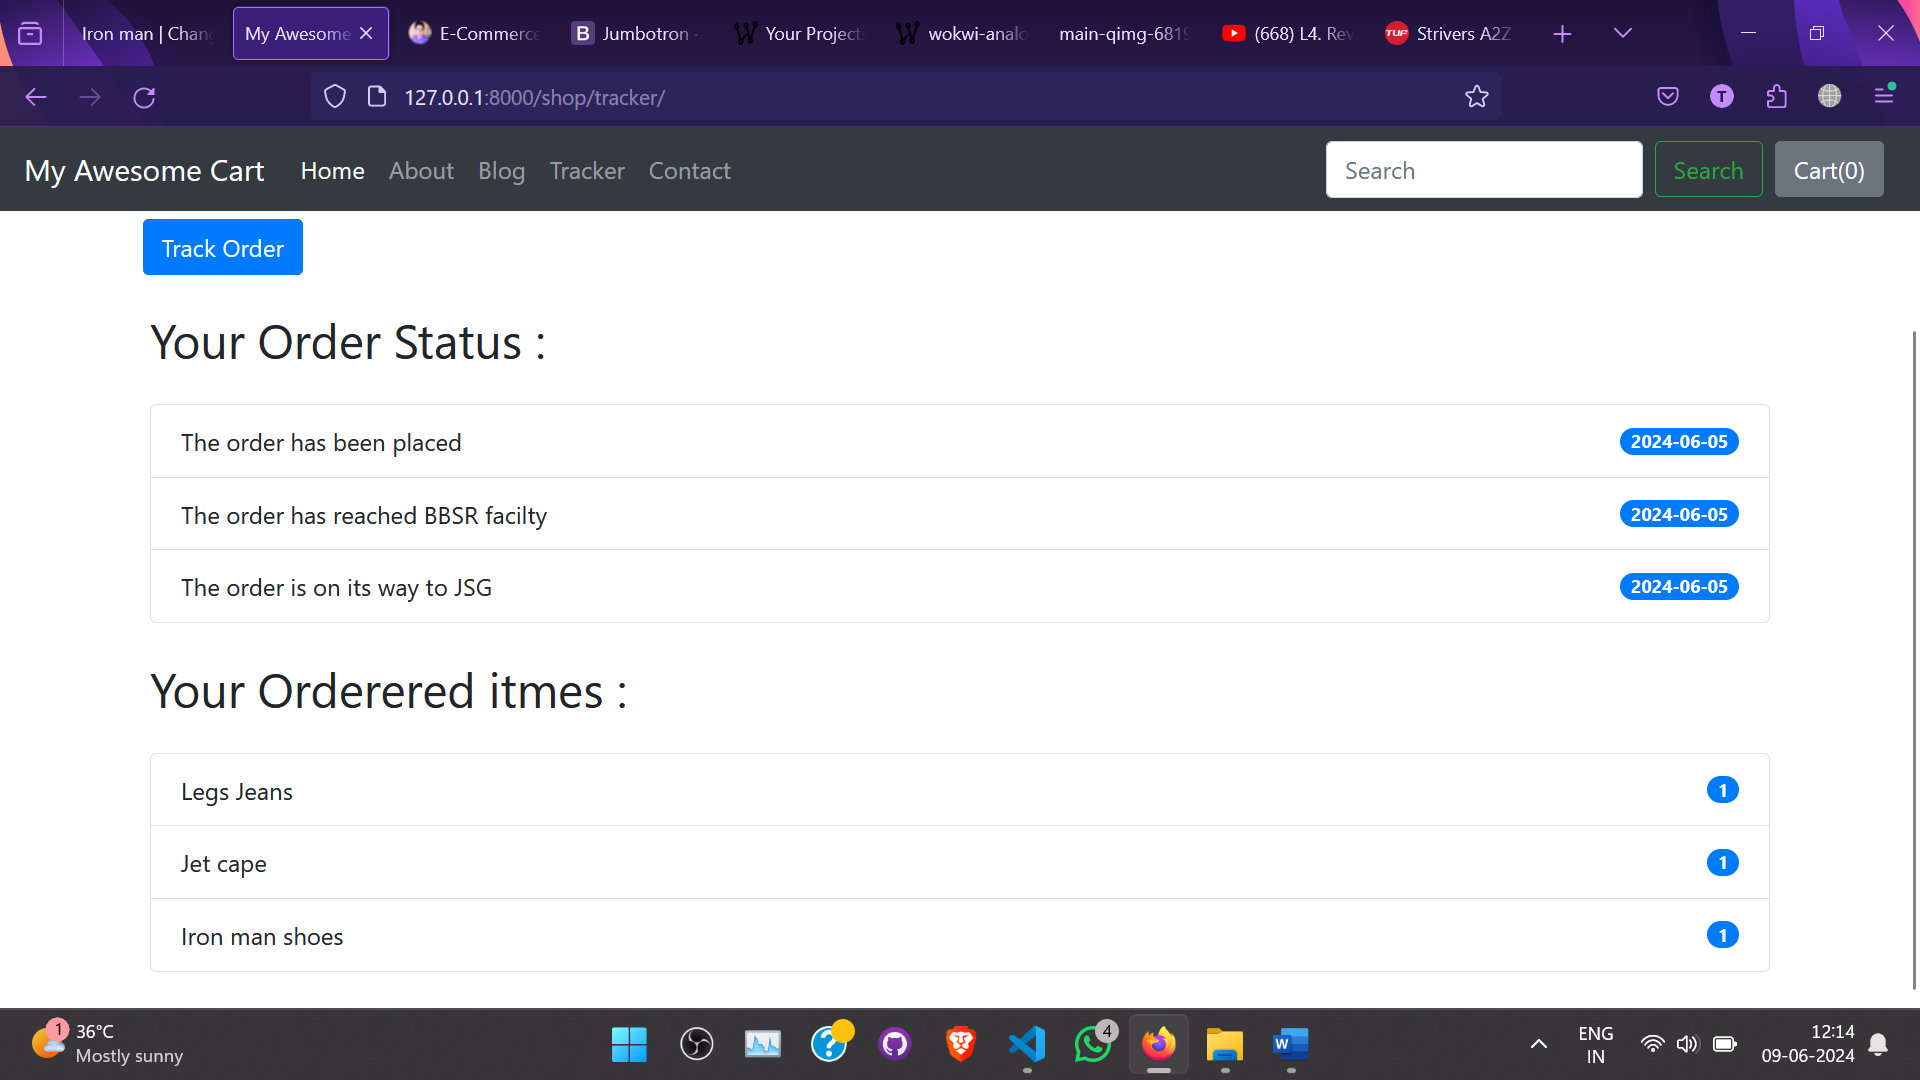 Iron man | Chan
My Awesome
E-Commerce
B Jumbotron
Your Projects
wokwi-analo
main-qimg-6819
(668) L4. Rev
TUF Strivers A2Z
127.0.0.1:8000/shop/tracker/
T
My Awesome Cart Home About Blog Tracker Contact Search Search Cart(0)
Track Order
Your Order Status :
The order has been placed 2024-06-05
The order has reached BBSR facilty 2024-06-05
The order is on its way to JSG 2024-06-05
Your Orderered itmes :
Legs Jeans 1
Jet cape 1
Iron man shoes 1
1 36°C
Mostly sunny
4
W
ENG
IN
12:14
09-06-2024